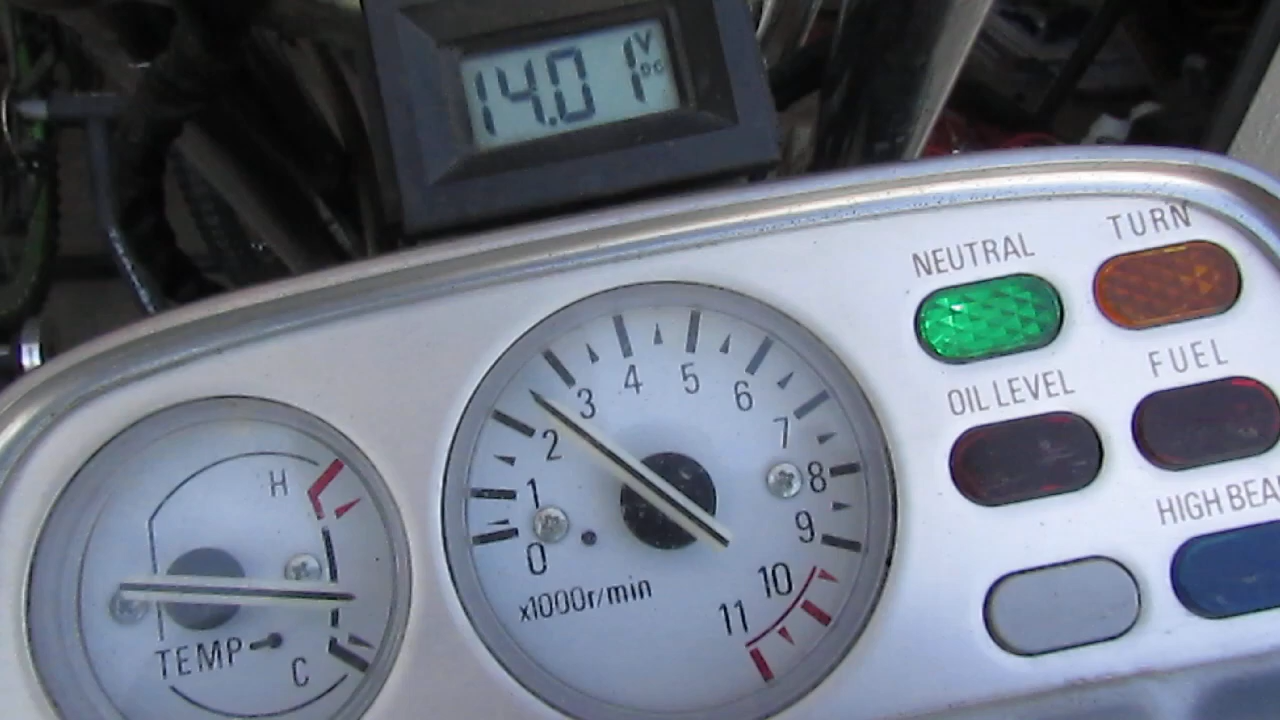 14.01 V DC
NEUTRAL
TURN
OIL LEVEL
FUEL
HIGH BEA
H
TEMP
C
0
1
2
3
4
5
6
7
8
9
10
11
x1000r/min